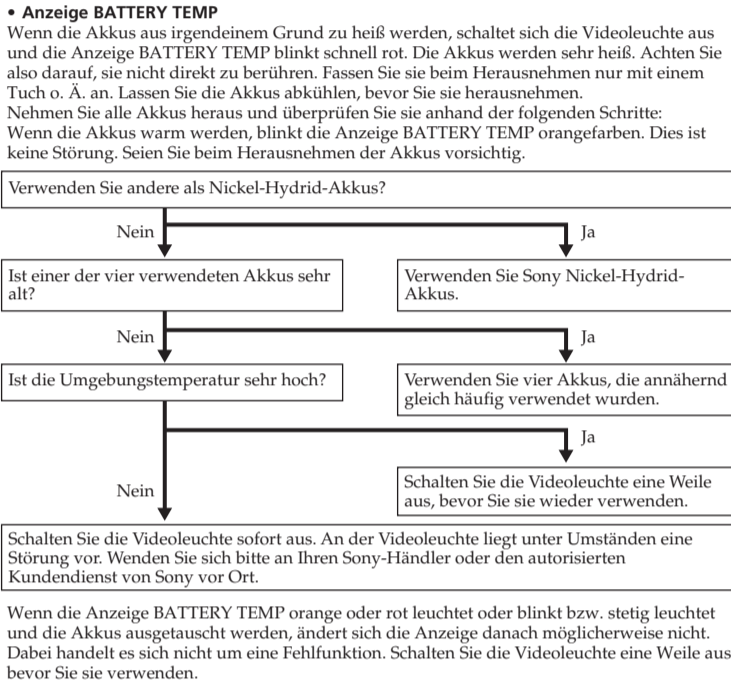 • Anzeige BATTERY TEMP
Wenn die Akkus aus irgendeinem Grund zu heiß werden, schaltet sich die Videoleuchte aus
und die Anzeige BATTERY TEMP blinkt schnell rot. Die Akkus werden sehr heiß. Achten Sie
also darauf, sie nicht direkt zu berühren. Fassen Sie sie beim Herausnehmen nur mit einem
Tuch o. Ä. an. Lassen Sie die Akkus abkühlen, bevor Sie sie herausnehmen.
Nehmen Sie alle Akkus heraus und überprüfen Sie sie anhand der folgenden Schritte:
Wenn die Akkus warm werden, blinkt die Anzeige BATTERY TEMP orangefarben. Dies ist
keine Störung. Seien Sie beim Herausnehmen der Akkus vorsichtig.
Verwenden Sie andere als Nickel-Hydrid-Akkus?
Nein
Ja
Ist einer der vier verwendeten Akkus sehr
alt?
Verwenden Sie Sony Nickel-Hydrid-
Akkus.
Nein
Ja
Ist die Umgebungstemperatur sehr hoch?
Verwenden Sie vier Akkus, die annähernd
gleich häufig verwendet wurden.
Ja
Schalten Sie die Videoleuchte eine Weile
aus, bevor Sie sie wieder verwenden.
Nein
Schalten Sie die Videoleuchte sofort aus. An der Videoleuchte liegt unter Umständen eine
Störung vor. Wenden Sie sich bitte an Ihren Sony-Händler oder den autorisierten
Kundendienst von Sony vor Ort.
Wenn die Anzeige BATTERY TEMP orange oder rot leuchtet oder blinkt bzw. stetig leuchtet
und die Akkus ausgetauscht werden, ändert sich die Anzeige danach möglicherweise nicht.
Dabei handelt es sich nicht um eine Fehlfunktion. Schalten Sie die Videoleuchte eine Weile aus,
bevor Sie sie verwenden.